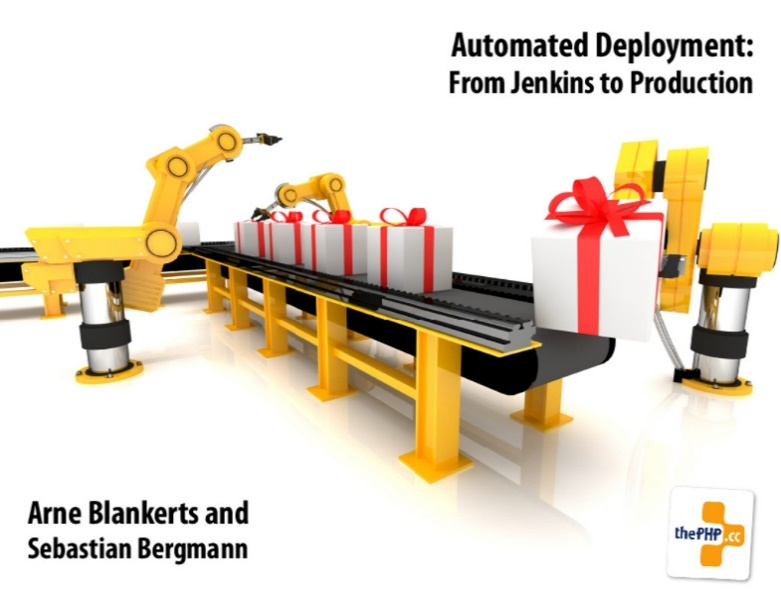 Automated Deployment:
From Jenkins to Production
Arne Blankerts and
Sebastian Bergmann
thePHP.cc